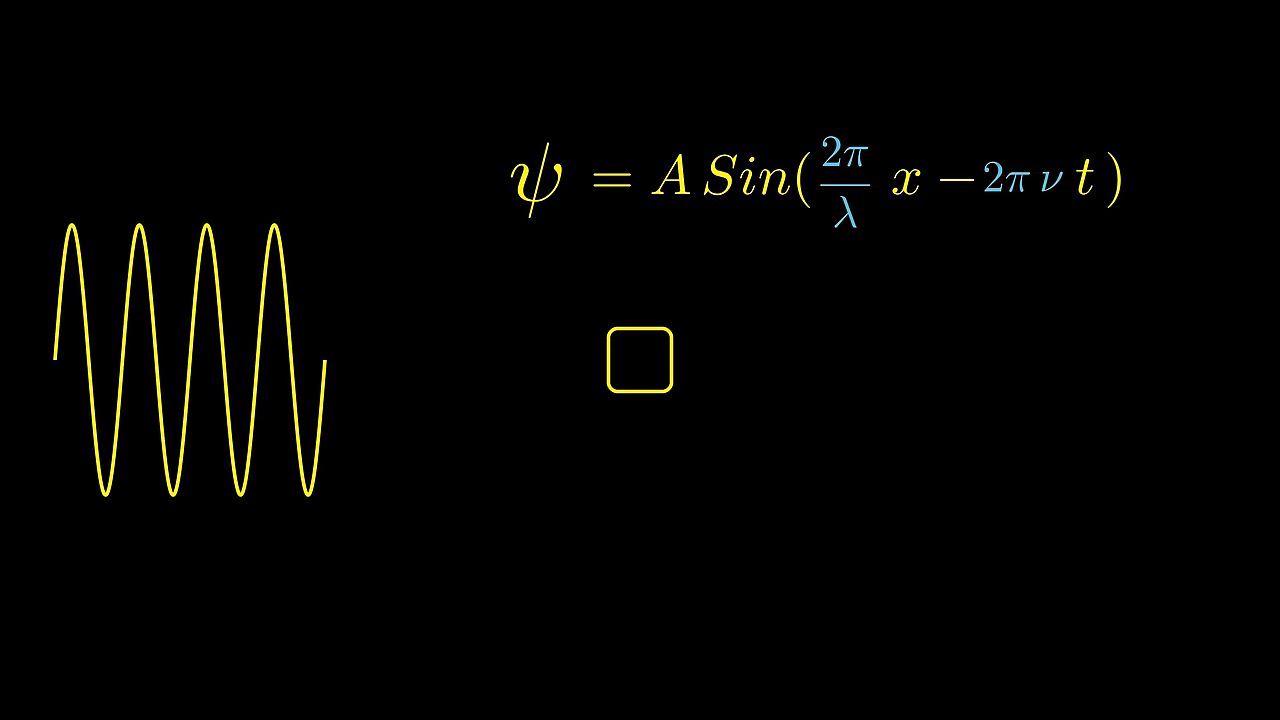 ψ = A Sin(2π/λ x − 2π ν t)